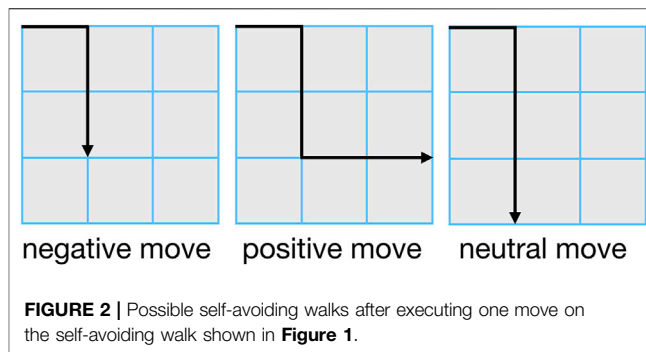 negative move positive move neutral move
FIGURE 2 | Possible self-avoiding walks after executing one move on
the self-avoiding walk shown in Figure 1.